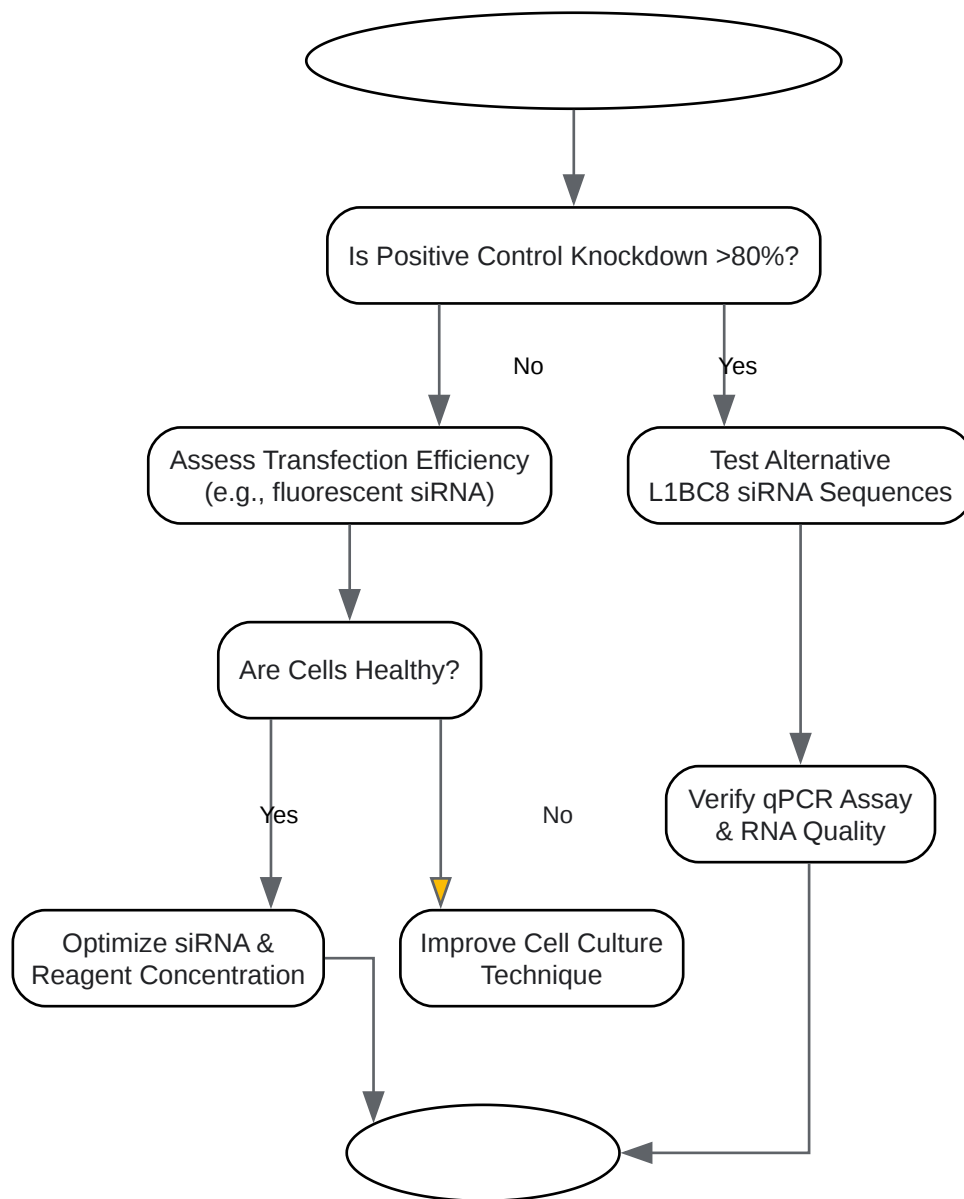 Is Positive Control Knockdown >80%?
No
Yes
Assess Transfection Efficiency
(e.g., fluorescent siRNA)
Test Alternative
L1BC8 siRNA Sequences
Are Cells Healthy?
Verify qPCR Assay
& RNA Quality
Yes
No
Optimize siRNA &
Reagent Concentration
Improve Cell Culture
Technique